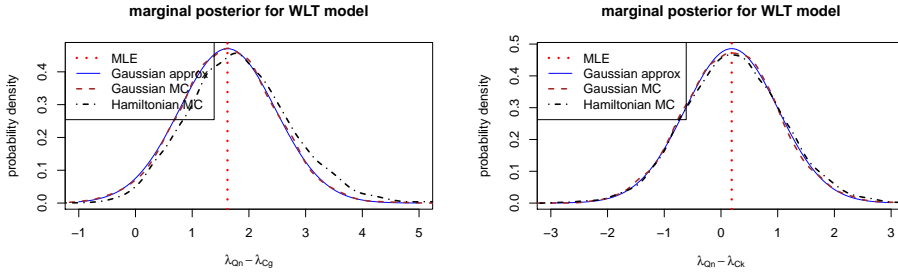 marginal posterior for WLT model
probability density
0.0 0.1 0.2 0.3 0.4
MLE
Gaussian approx
Gaussian MC
Hamiltonian MC
−1 0 1 2 3 4 5
λQn − λCg
marginal posterior for WLT model
probability density
0.0 0.1 0.2 0.3 0.4 0.5
MLE
Gaussian approx
Gaussian MC
Hamiltonian MC
−3 −2 −1 0 1 2 3
λQn − λCk